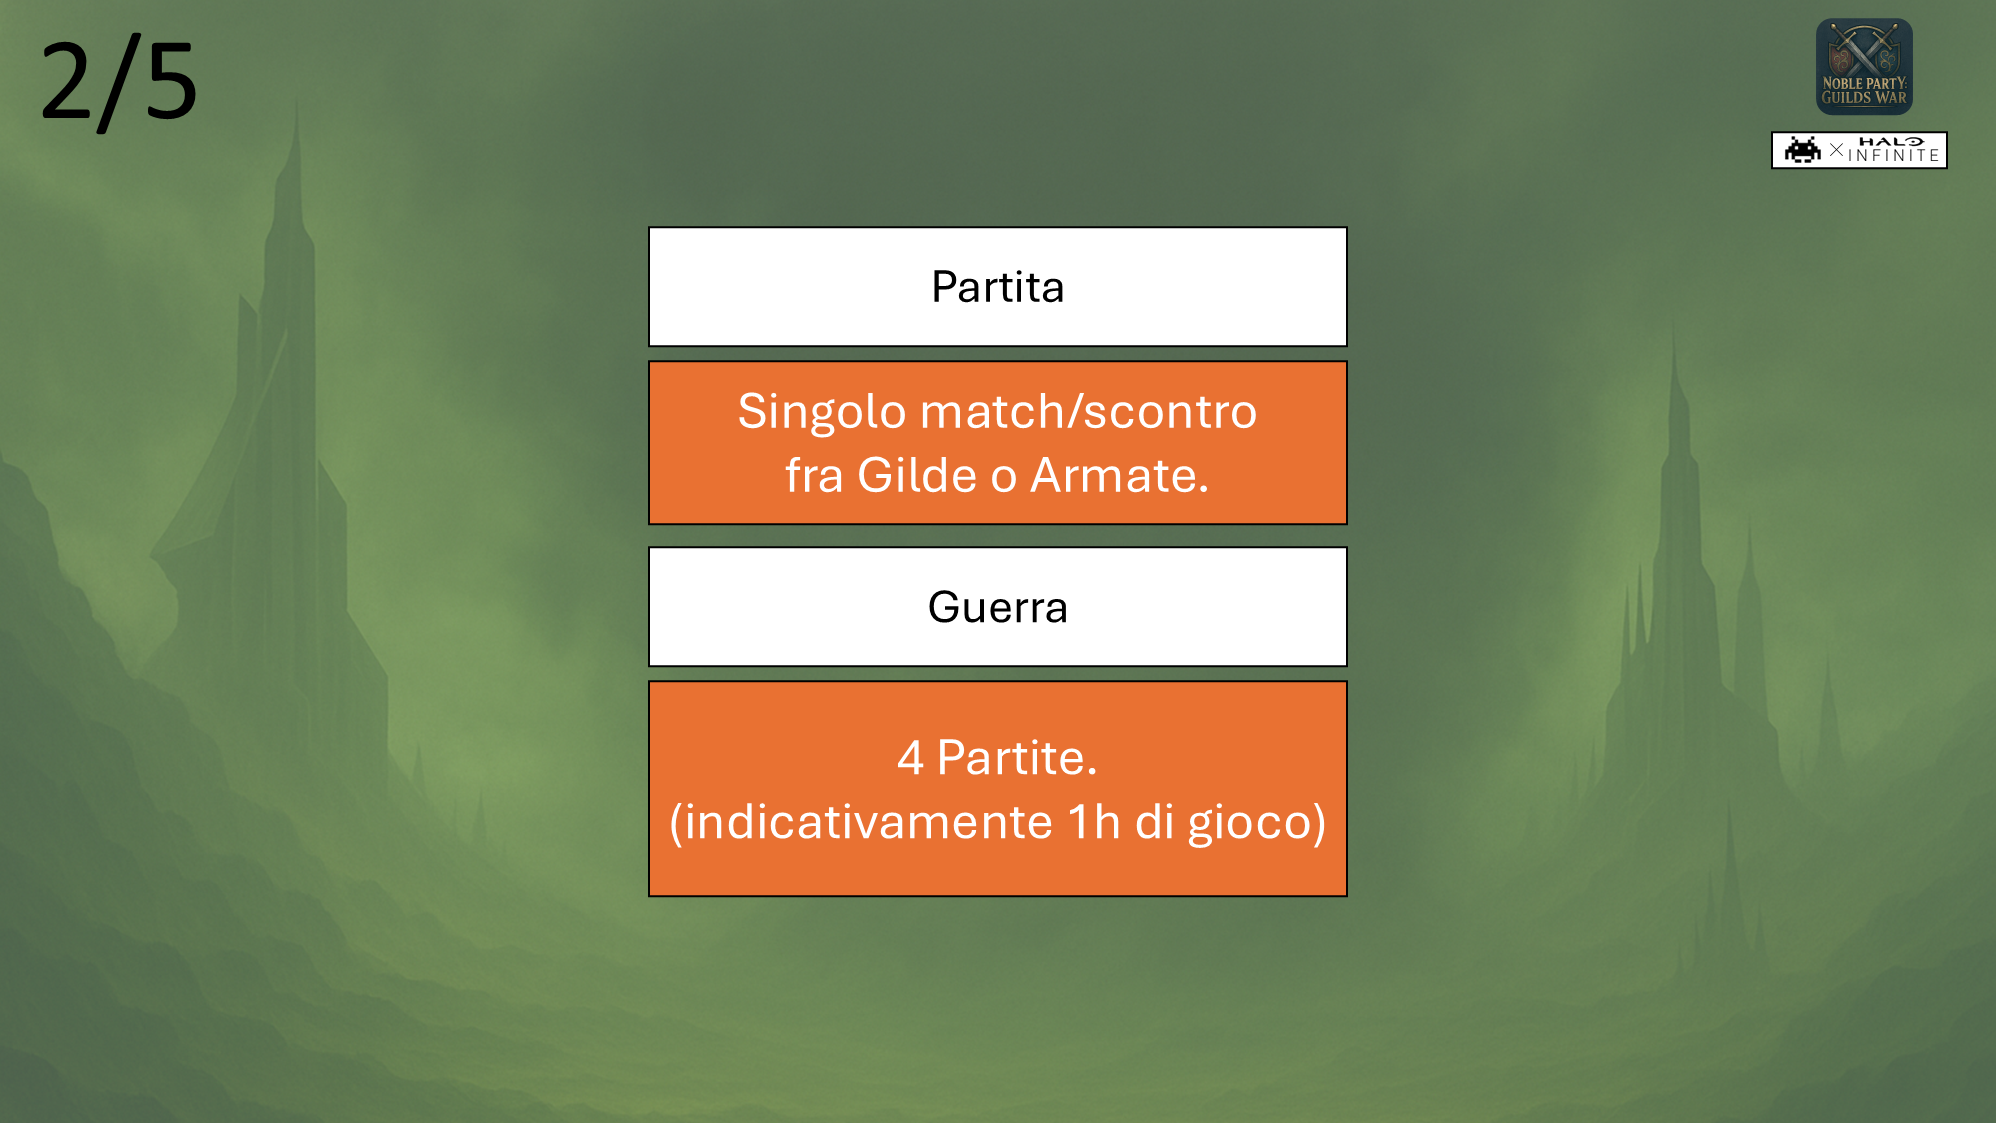 2/5
NOBLE PARTY:
GUILDS WAR
× HALO
INFINITE
Partita
Singolo match/scontro
fra Gilde o Armate.
Guerra
4 Partite.
(indicativamente 1h di gioco)